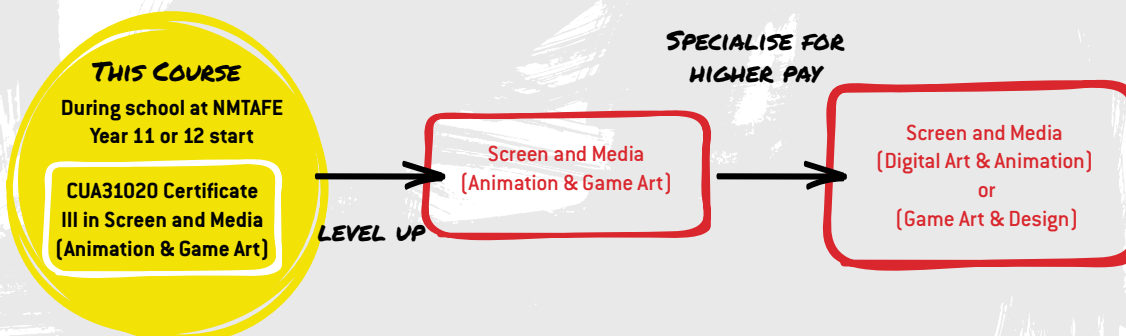 THIS COURSE
During school at NMTAFE
Year 11 or 12 start
CUA31020 Certificate
III in Screen and Media
(Animation & Game Art)
LEVEL UP
Screen and Media
(Animation & Game Art)
SPECIALISE FOR
HIGHER PAY
Screen and Media
(Digital Art & Animation)
or
(Game Art & Design)